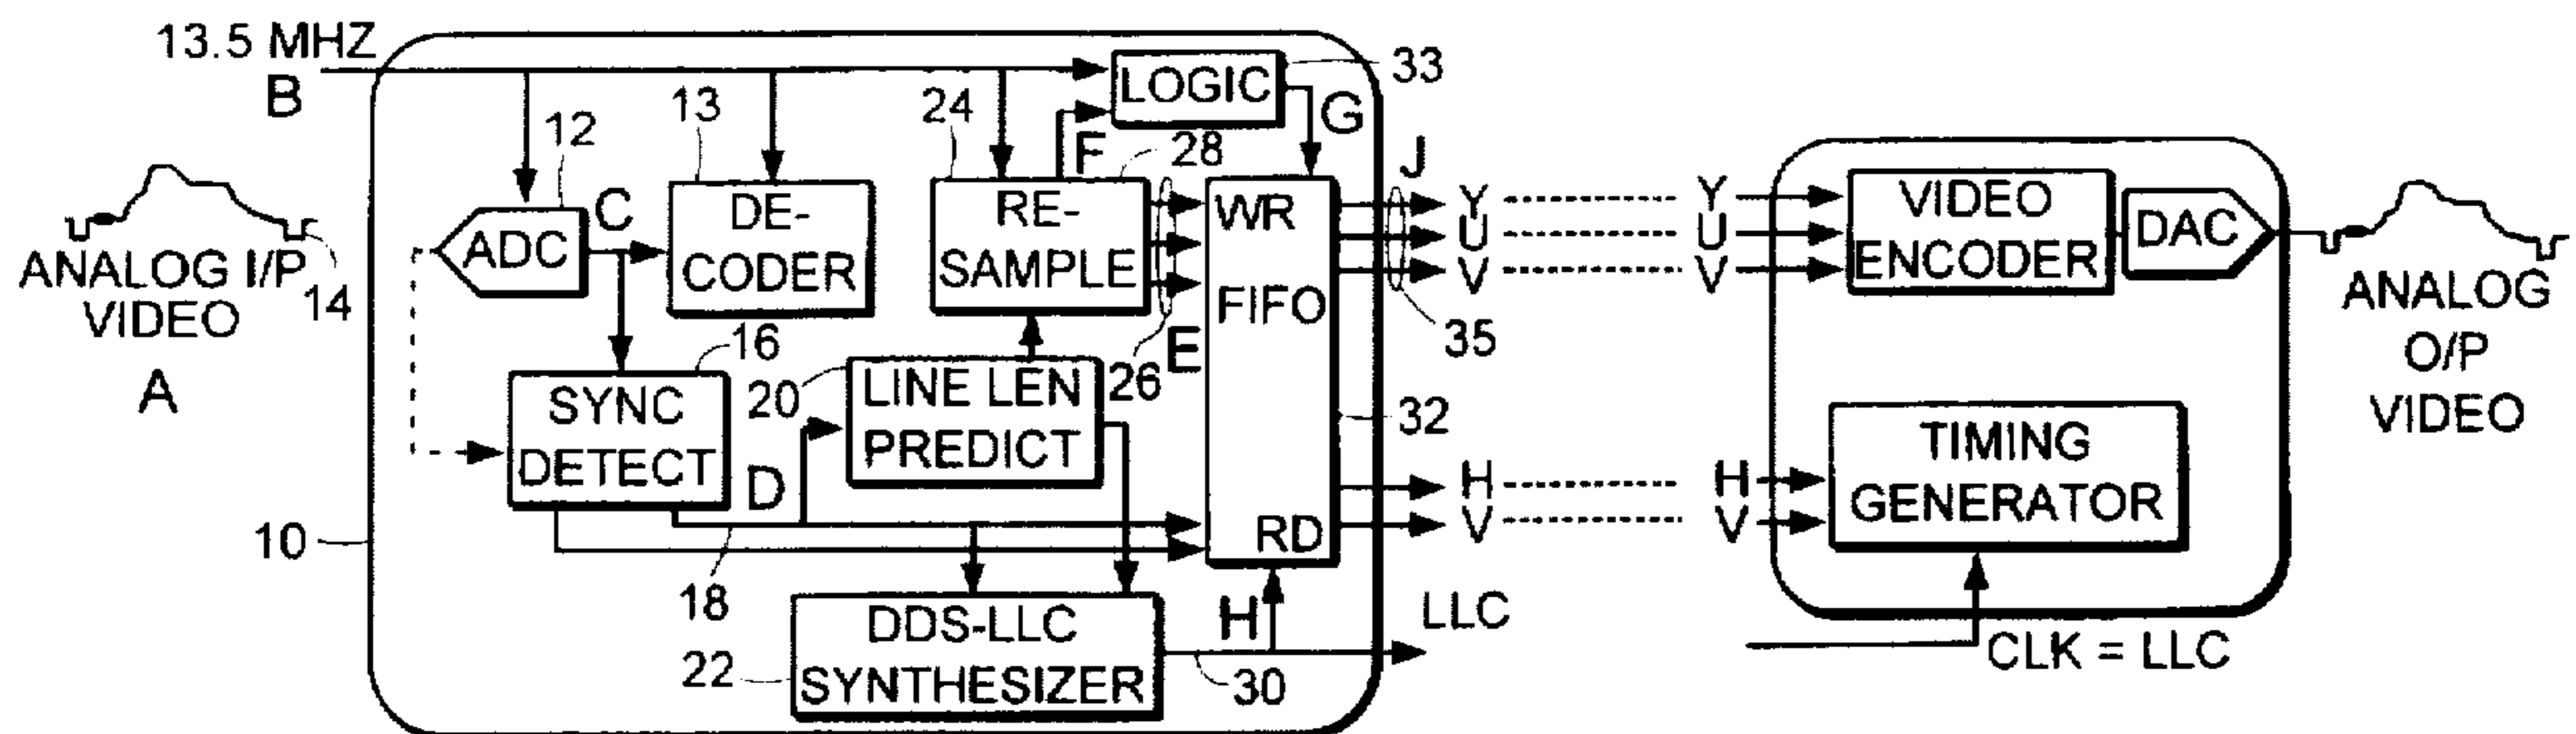 13.5 MHZ
B
12
13
24
F
28
LOGIC
33
G
J
C
ADC
DE-
CODER
RE-
SAMPLE
WR
FIFO
RD
Y
U
V
35
Y
U
V
VIDEO
ENCODER
DAC
ANALOG I/P
VIDEO
14
A
ANALOG
O/P
VIDEO
16
SYNC
DETECT
20
LINE LEN
PREDICT
26
E
32
D
H
V
H
V
TIMING
GENERATOR
10
18
DDS-LLC
SYNTHESIZER
22
H
30
LLC
CLK = LLC